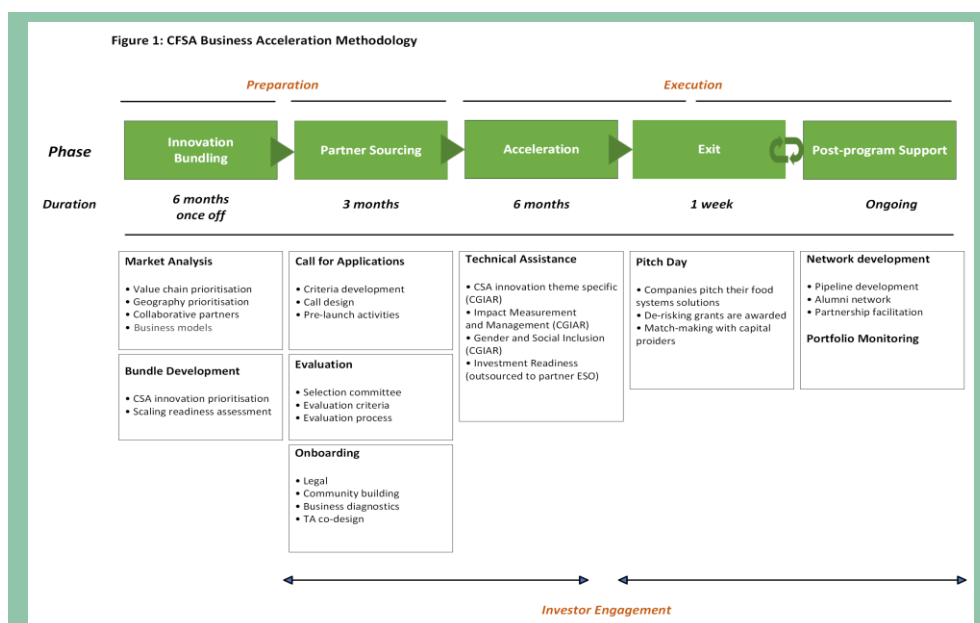 Figure 1: CFSA Business Acceleration Methodology
Preparation
Execution
Phase
Innovation
Bundling
Partner Sourcing
Acceleration
Exit
Post-program Support
Duration
6 months
once off
3 months
6 months
1 week
Ongoing
Market Analysis
• Value chain prioritisation
• Geography prioritisation
• Collaborative partners
• Business models
Bundle Development
• CSA innovation prioritisation
• Scaling readiness assessment
Call for Applications
• Criteria development
• Call design
• Pre-launch activities
Evaluation
• Selection committee
• Evaluation criteria
• Evaluation process
Onboarding
• Legal
• Community building
• Business diagnostics
• TA co-design
Technical Assistance
• CSA innovation theme specific
(CGIAR)
• Impact Measurement
and Management (CGIAR)
• Gender and Social Inclusion
(CGIAR)
• Investment Readiness
(outsourced to partner ESO)
Pitch Day
• Companies pitch their food
systems solutions
• De-risking grants are awarded
• Match-making with capital
proiders
Network development
• Pipeline development
• Alumni network
• Partnership facilitation
Portfolio Monitoring
Investor Engagement